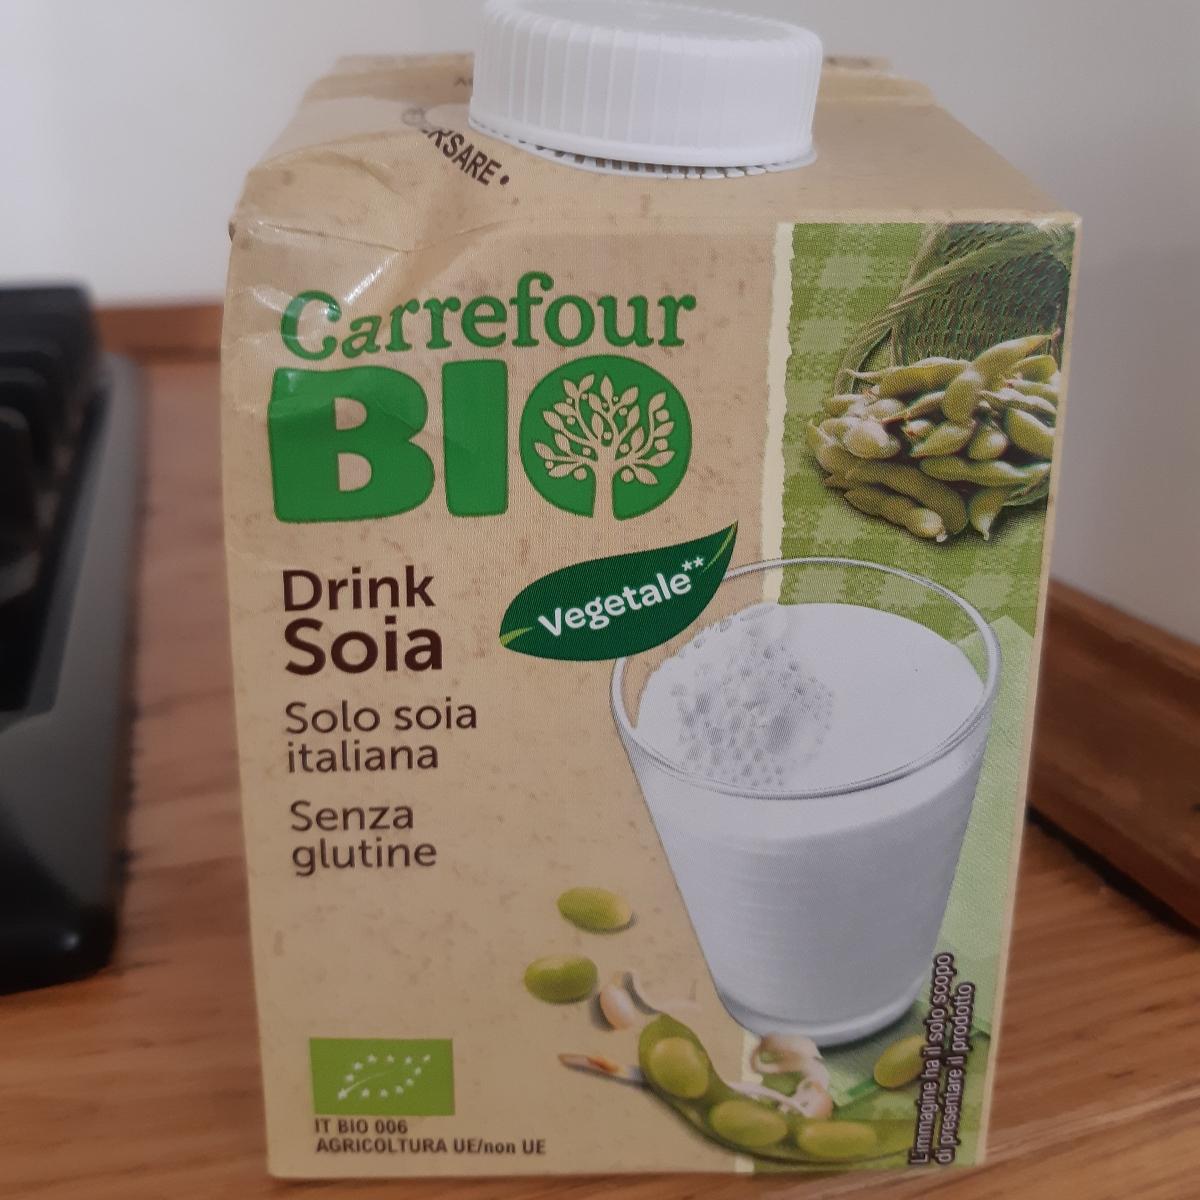 RSARE •
Carrefour
BIO
Drink
Soia
Vegetale**
Solo soia
italiana
Senza
glutine
IT BIO 006
AGRICOLTURA UE/non UE
L'immagine ha il solo scopo
di presentare il prodotto